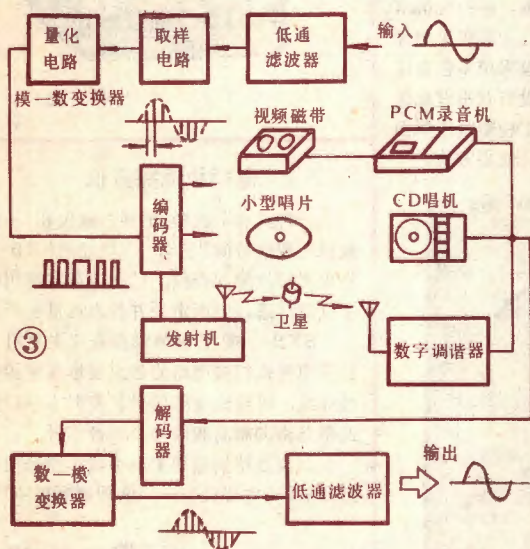 量化
电路
取样
电路
低通
滤波器
输入
模一数变换器
视频磁带
PCM录音机
编码器
小型唱片
CD唱机
③
发射机
卫星
数字调谐器
解码器
数一模
变换器
低通滤波器
输出